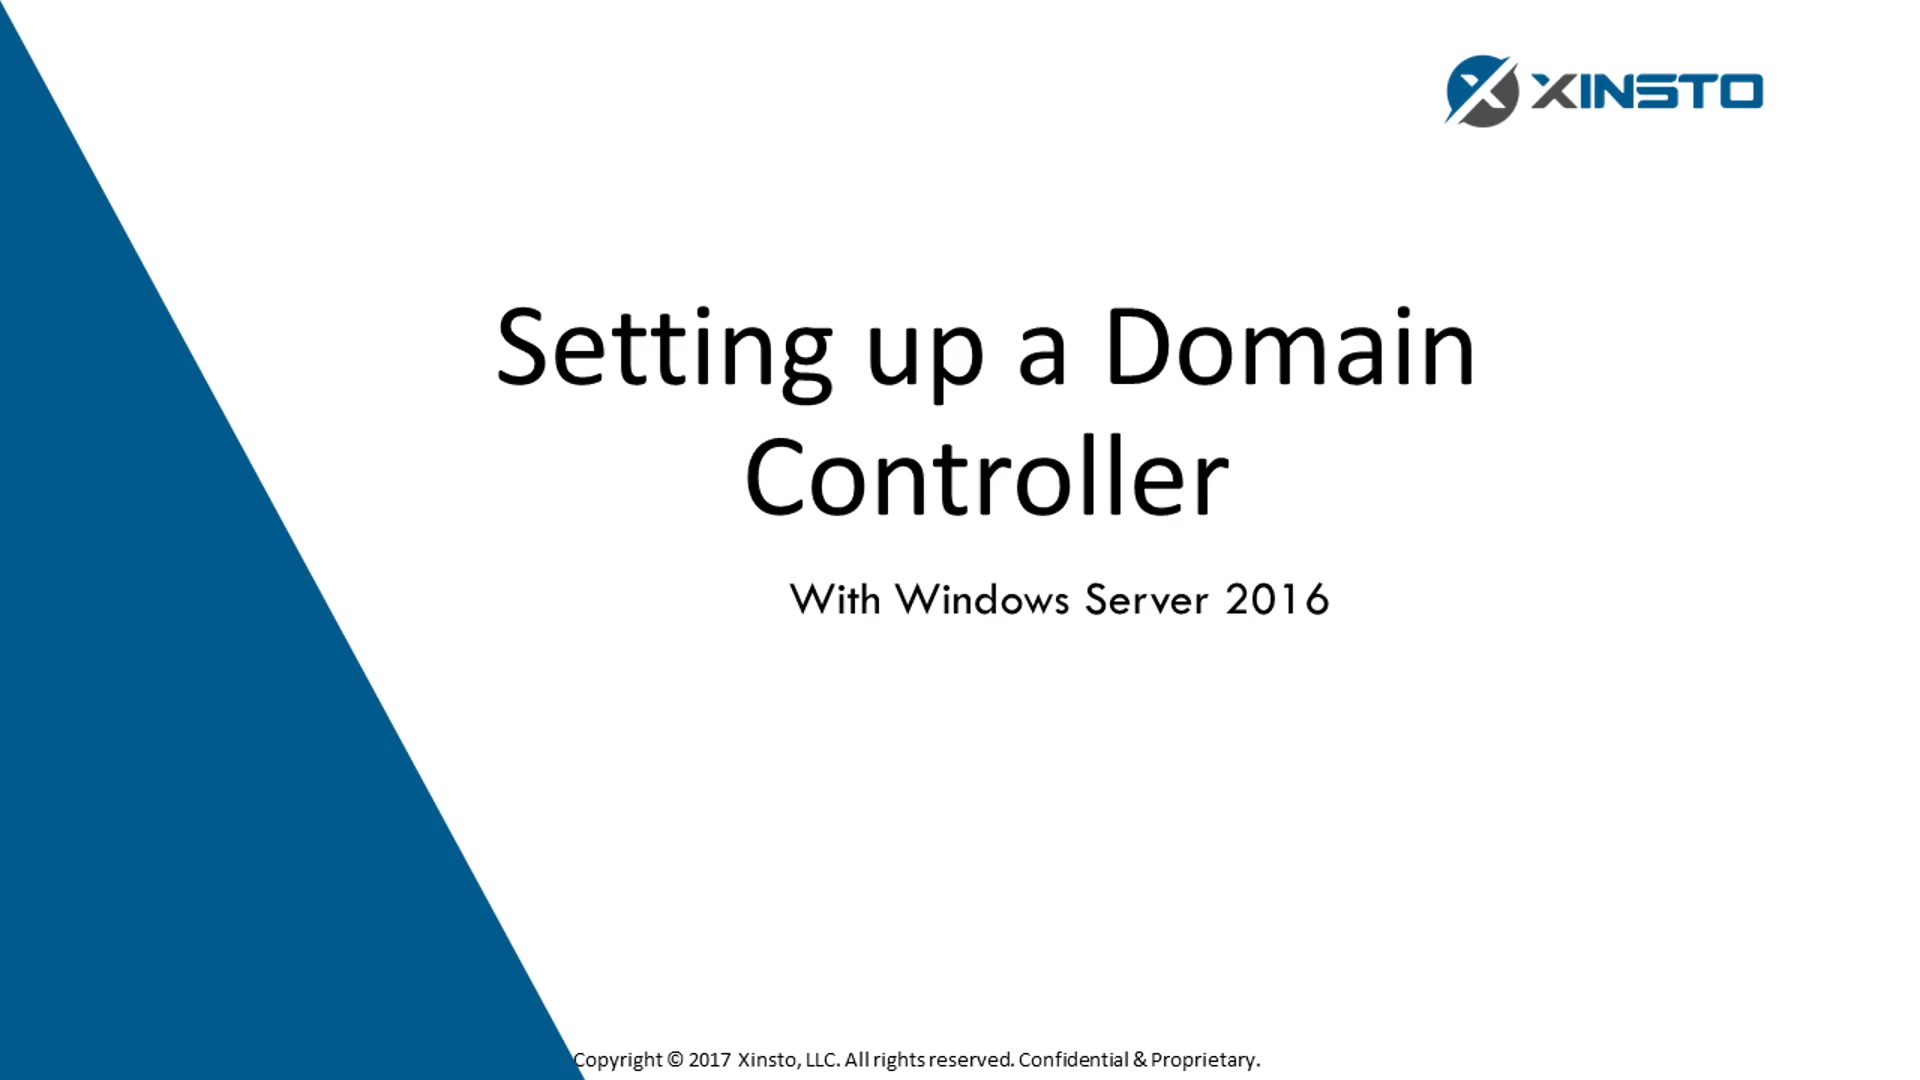 XINSTO
Setting up a Domain
Controller
With Windows Server 2016
Copyright © 2017 Xinsto, LLC. All rights reserved. Confidential & Proprietary.